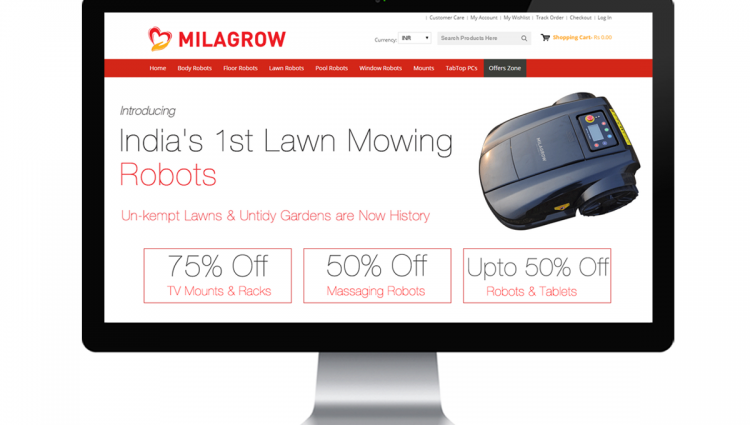 | Customer Care | My Account | My Wishlist | Track Order | Checkout | Log In
MILAGROW
Currency: INR
Search Products Here
Shopping Cart- Rs 0.00
Home Body Robots Floor Robots Lawn Robots Pool Robots Window Robots Mounts TabTop PCs Offers Zone
Introducing
India's 1st Lawn Mowing
Robots
MILAGROW
Un-kempt Lawns & Untidy Gardens are Now History
75% Off
TV Mounts & Racks
50% Off
Massaging Robots
Upto 50% Off
Robots & Tablets